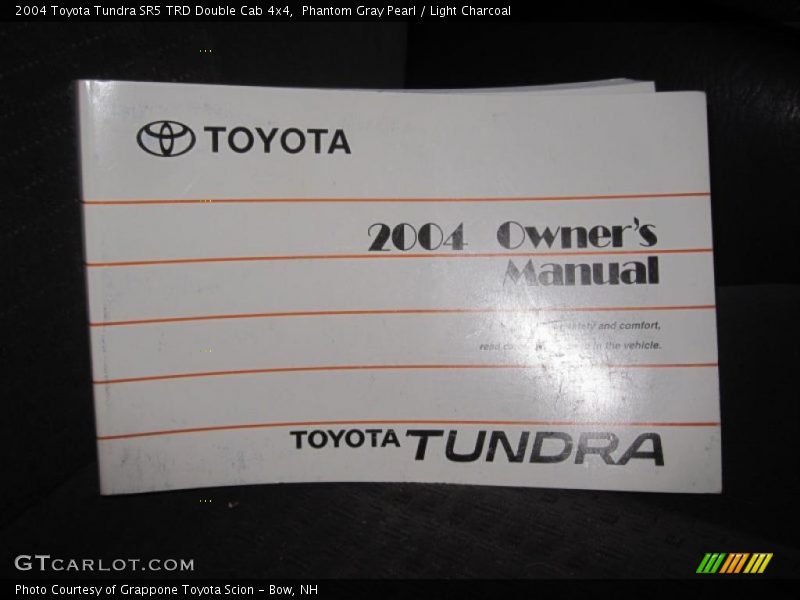 2004 Toyota Tundra SR5 TRD Double Cab 4x4,  Phantom Gray Pearl / Light Charcoal
TOYOTA
2004 Owner's
Manual
safety and comfort,
read in the vehicle.
TOYOTA TUNDRA
GTCARLOT.COM
Photo Courtesy of Grappone Toyota Scion - Bow, NH